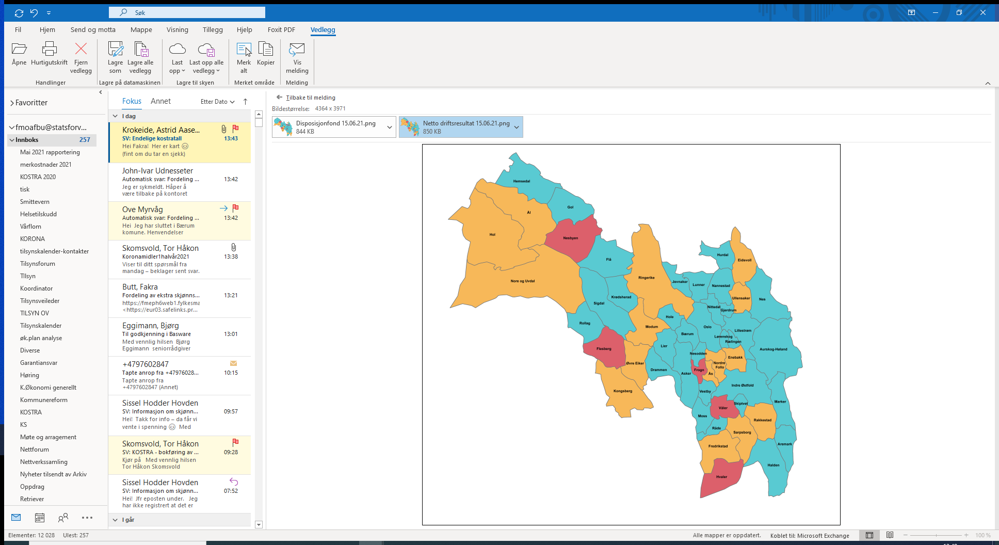 Søk
Fil Hjem Send og motta Mappe Visning Tillegg Hjelp Foxit PDF Vedlegg
Åpne Hurtigutskrift Fjern vedlegg Lagre som Lagre alle vedlegg Last opp Last opp alle vedlegg Merk alt Kopier Vis melding
Handlinger Lagre på datamaskinen Lagre til skyen Merket område Melding
Favoritter
fmoafbu@statsforv...
Innboks 257
Mai 2021 rapportering
merkostnader 2021
KOSTRA 2020
tisk
Smittevern
Helsetilskudd
Vårflom
KORONA
tilsynskalender-kontakter
Tilsynsforum
TIlsyn
Koordinator
Tilsynsveileder
TILSYN OV
Tilsynskalender
øk.plan analyse
Diverse
Garantiansvar
Høring
K.Økonomi generellt
Kommunereform
KOSTRA
KS
Møte og arragement
Nettforum
Nettverkssamling
Nyheter tilsendt av Arkiv
Oppdrag
Retriever
Fokus Annet Etter Dato
I dag
Krokeide, Astrid Aase...
SV: Endelige kostratall 13:43
Hei Fakra! Her er kart
(fint om du tar en sjekk)
John-Ivar Udnesseter
Automatisk svar: Fordeling ... 13:42
Jeg er sykmeldt. Håper å
være tilbake på kontoret
Ove Myrvåg
Automatisk svar: Fordeling ... 13:42
Hei Jeg har sluttet i Bærum
komune. Henvendelser
Skomsvold, Tor Håkon
Koronamidler1halvår2021 13:38
Viser til ditt spørsmål fra
mandag – beklager sent svar.
Butt, Fakra
Fordeling av ekstra skjønns... 13:21
https://fmeph6web1.fylkesma
<https://eur03.safelinks.pr...
Eggimann, Bjørg
Til godkjenning i Basware 13:01
Med vennlig hilsen Bjørg
Eggimann seniorrådgiver
+4797602847
Tapte anrop fra +47976028... 10:15
Tapte anrop fra
+4797602847 (Annet)
Sissel Hodder Hovden
SV: Informasjon om skjønn... 09:57
Hei! Takk for info – da får vi
vente i spenning Med
Skomsvold, Tor Håkon
SV: KOSTRA - bokføring av ... 09:28
Kjør på Med vennlig hilsen
Tor Håkon Skomsvold
Sissel Hodder Hovden
SV: Informasjon om skjønn... 07:52
Hei! Jfr eposten under. Jeg
har ikke registrert at det er
I går
Tilbake til melding
Bildestørrelse: 4364 x 3971
Disposisjonfond 15.06.21.png
844 KB
Netto driftsresultat 15.06.21.png
850 KB
Hemsedal
Gol
Ål
Hol
Nesbyen
Flå
Nore og Uvdal
Hurdal
Eidsvoll
Ringerike
Jevnaker
Lunner
Nannestad
Krødsherad
Ullensaker
Nes
Sigdal
Nittedal
Gjerdrum
Hole
Rollag
Modum
Oslo
Lillestrøm
Bærum
Lørenskog
Rælingen
Lier
Flesberg
Aurskog-Høland
Nesodden
Enebakk
Øvre Eiker
Nordre
Follo
Drammen
Frogn
Asker
Ås
Indre Østfold
Kongsberg
Vestby
Marker
Skiptvet
Våler
Moss
Rakkestad
Råde
Sarpsborg
Aremark
Fredrikstad
Halden
Hvaler
Elementer: 12 028 Ulest: 257
Alle mapper er oppdatert. Koblet til: Microsoft Exchange 100 %